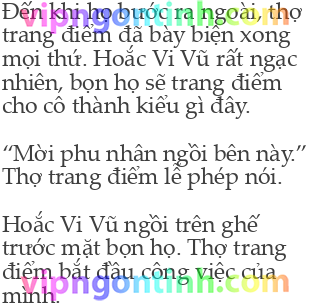 Đến khi họ bước ra ngoài, thợ
trang điểm đã bày biện xong
mọi thứ. Hoắc Vi Vũ rất ngạc
nhiên, bọn họ sẽ trang điểm
cho cô thành kiểu gì đây.
“Mời phu nhân ngồi bên này.”
Thợ trang điểm lễ phép nói.
Hoắc Vi Vũ ngồi trên ghế
trước mặt bọn họ. Thợ trang
điểm bắt đầu công việc của
mình.
vipngontinh.com
vipngontinh.com